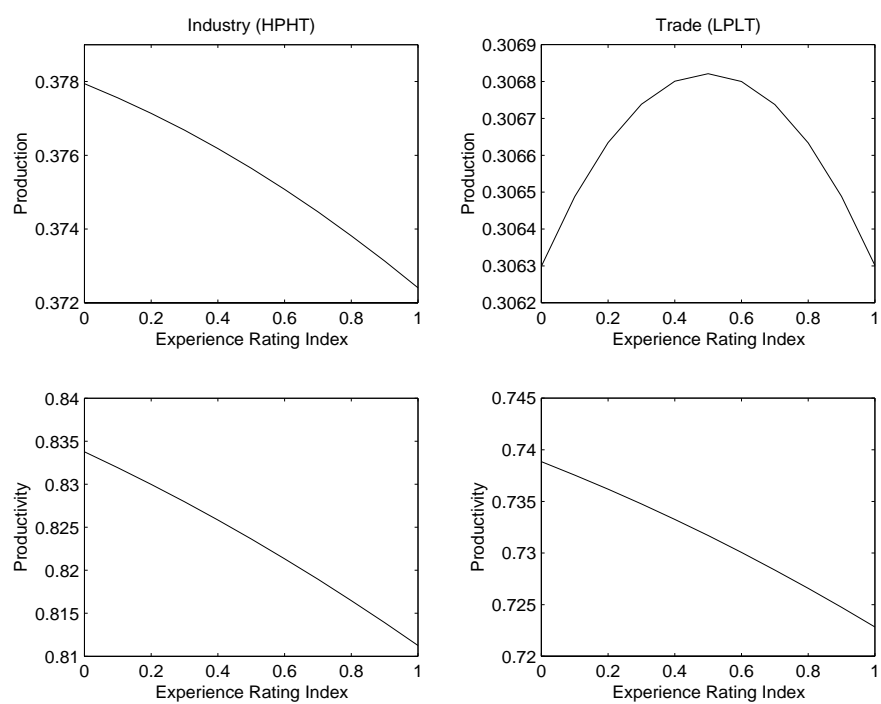 Industry (HPHT)
Production
0.378
0.376
0.374
0.372
0 0.2 0.4 0.6 0.8 1
Experience Rating Index
Trade (LPLT)
Production
0.3069
0.3068
0.3067
0.3066
0.3065
0.3064
0.3063
0.3062
0 0.2 0.4 0.6 0.8 1
Experience Rating Index
Productivity
0.84
0.835
0.83
0.825
0.82
0.815
0.81
0 0.2 0.4 0.6 0.8 1
Experience Rating Index
Productivity
0.745
0.74
0.735
0.73
0.725
0.72
0 0.2 0.4 0.6 0.8 1
Experience Rating Index